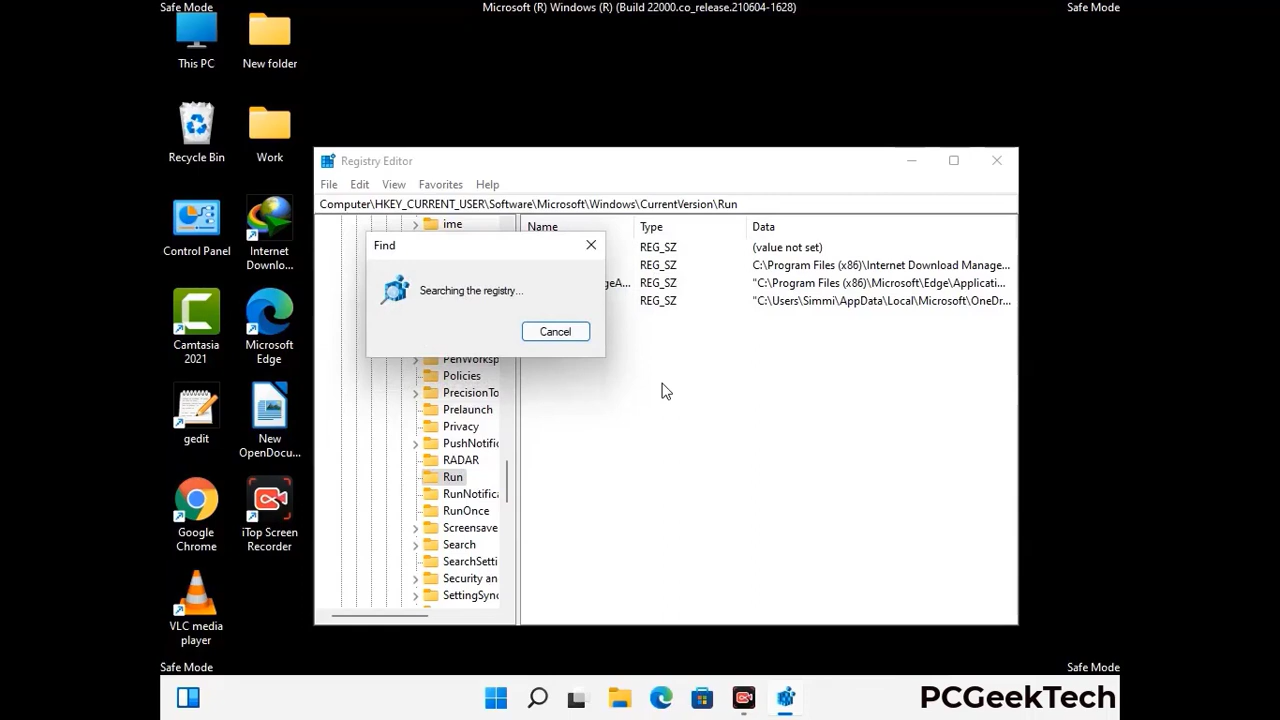 Safe Mode
Microsoft (R) Windows (R) (Build 22000.co_release.210604-1628)
Safe Mode
This PC
New folder
Recycle Bin
Work
Control Panel
Internet
Downlo...
Camtasia
2021
Microsoft
Edge
gedit
New
OpenDocu...
Google
Chrome
iTop Screen
Recorder
VLC media
player
Registry Editor
File Edit View Favorites Help
Computer\HKEY_CURRENT_USER\Software\Microsoft\Windows\CurrentVersion\Run
ime
Name Type Data
REG_SZ (value not set)
REG_SZ C:\Program Files (x86)\Internet Download Manage...
geA... REG_SZ "C:\Program Files (x86)\Microsoft\Edge\Applicati...
REG_SZ "C:\Users\Simmi\AppData\Local\Microsoft\OneDr...
Find
Searching the registry...
Cancel
PenWorksp
Policies
PrecisionTo
Prelaunch
Privacy
PushNotific
RADAR
Run
RunNotifica
RunOnce
Screensave
Search
SearchSetti
Security an
SettingSync
Safe Mode
Safe Mode
PCGeekTech